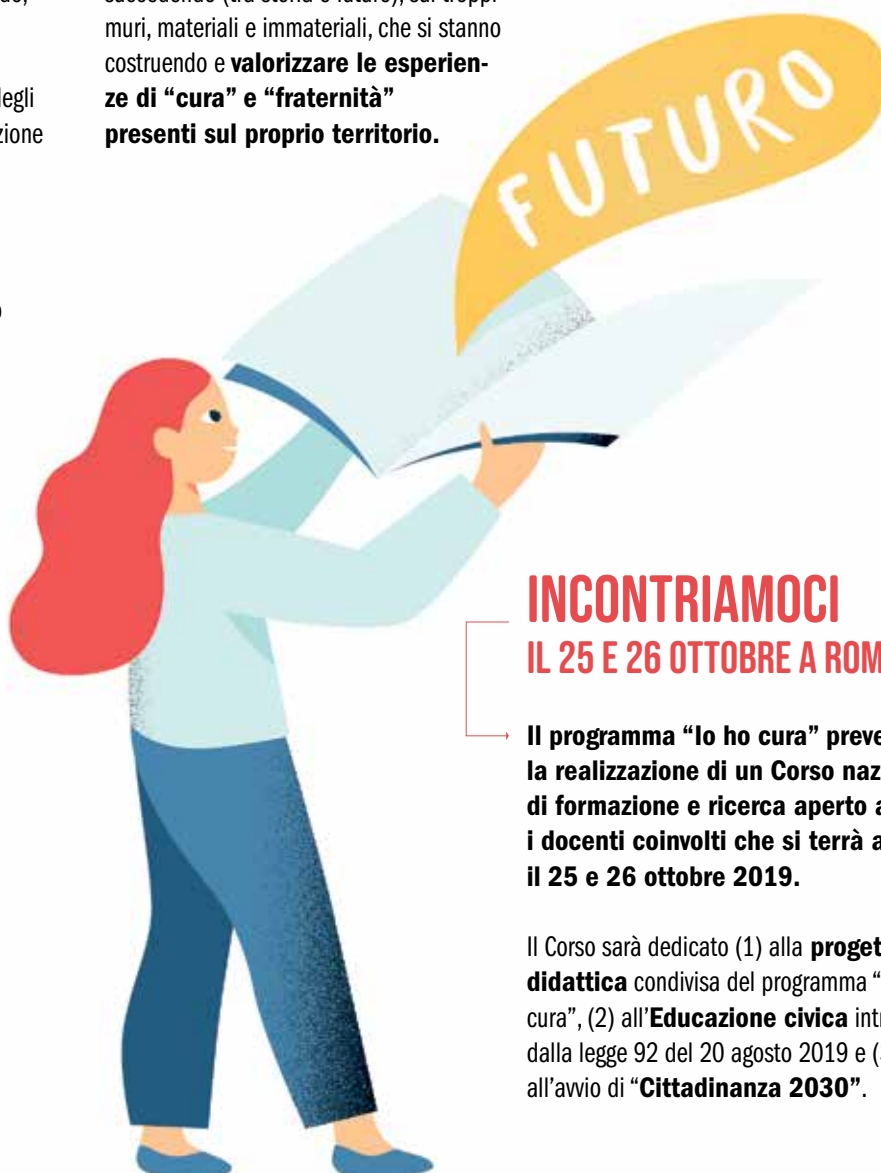 muri, materiali e immateriali, che si stanno
costruendo e valorizzare le esperien-
ze di “cura” e “fraternità”
presenti sul proprio territorio.
FUTURO
INCONTRIAMOCI
IL 25 E 26 OTTOBRE A
Il programma “Io ho cura”
la realizzazione di un Corso
di formazione e ricerca aperto
i docenti coinvolti che si terrà
il 25 e 26 ottobre 2019.
Il Corso sarà dedicato (1) alla
didattica condivisa del programma “
cura”, (2) all’Educazione civica
dalla legge 92 del 20 agosto 2019 e
all’avvio di “Cittadinanza 2030”.